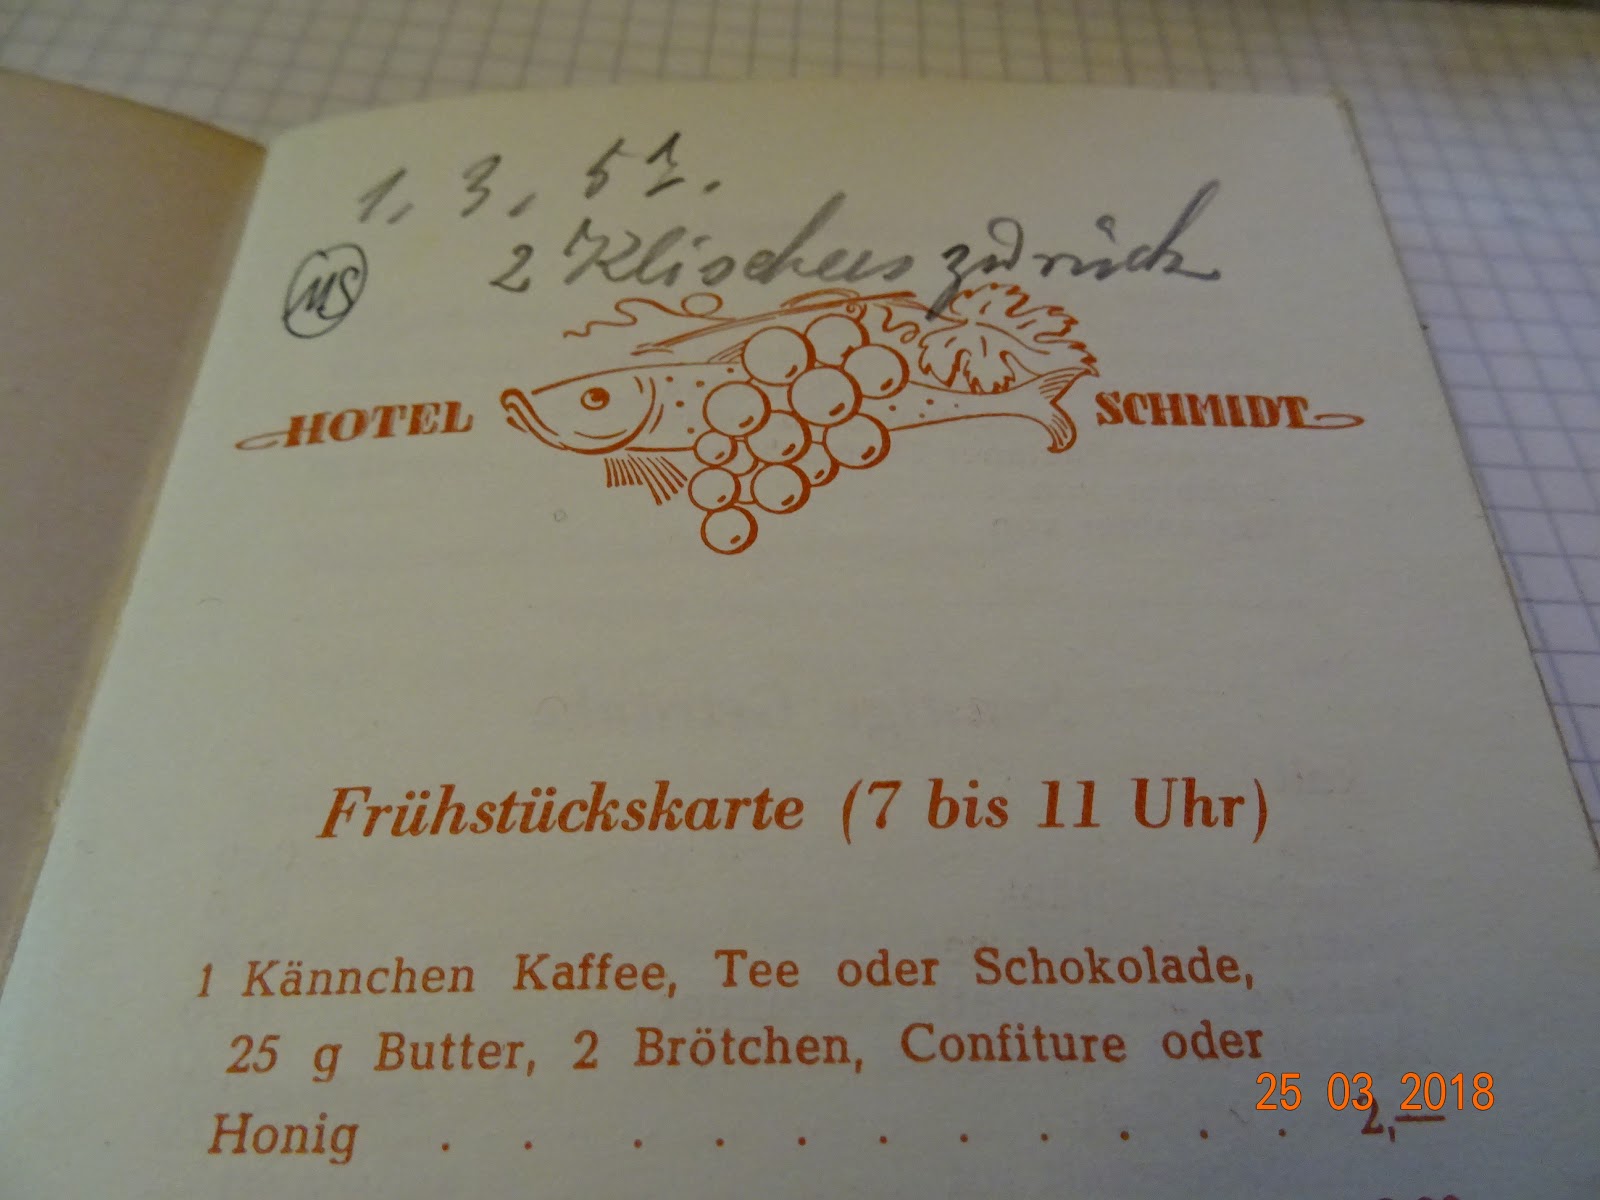 1, 3, 57.
2 Klischees zurück
MS
HOTEL SCHMIDT
Frühstückskarte (7 bis 11 Uhr)
1 Kännchen Kaffee, Tee oder Schokolade,
25 g Butter, 2 Brötchen, Confiture oder
Honig . . . . . . . . . . . 2,—
25 03 2018